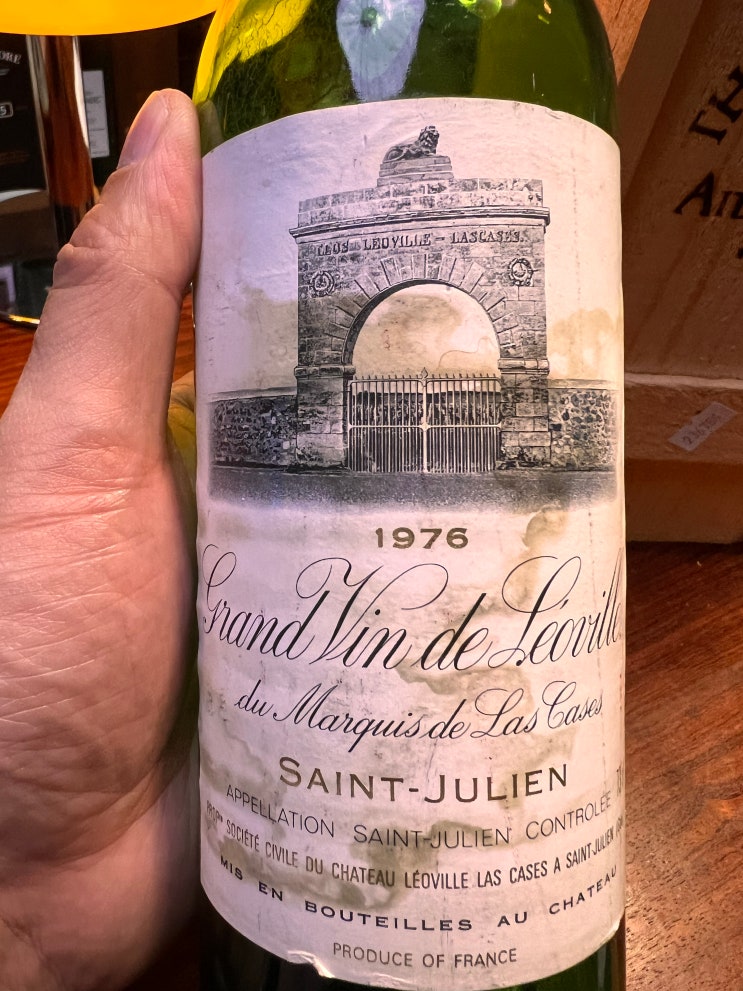 CLOS LEOVILLE - LASCASES.
1976
Grand Vin de Léoville
du Marquis de Las Cases
SAINT-JULIEN
APPELLATION SAINT-JULIEN CONTROLÉE
PROPre SOCIÉTÉ CIVILE DU CHATEAU LÉOVILLE LAS CASES A SAINT-JULIEN
MIS EN BOUTEILLES AU CHATEAU
PRODUCE OF FRANCE